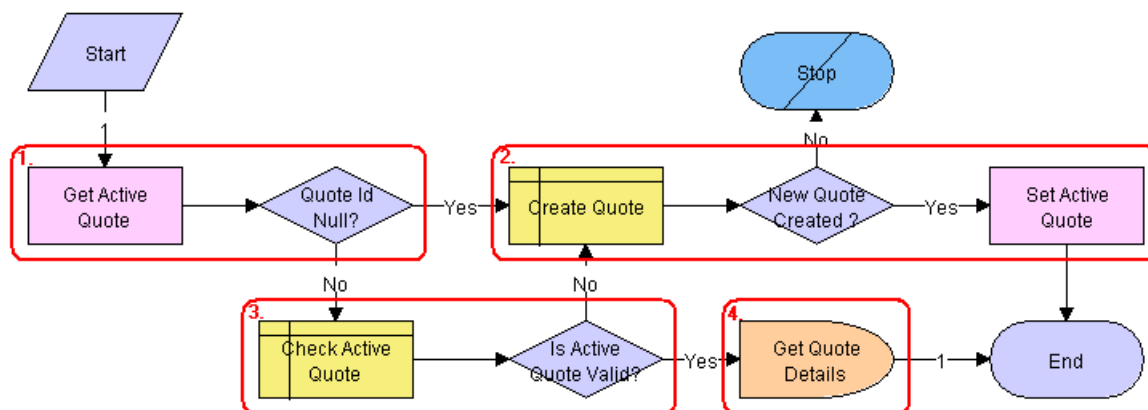 Start
Stop
1
No
1.
2.
Get Active
Quote
Quote Id
Null?
Yes
Create Quote
New Quote
Created ?
Yes
Set Active
Quote
No
No
3.
4.
Check Active
Quote
Is Active
Quote Valid?
Yes
Get Quote
Details
1
End